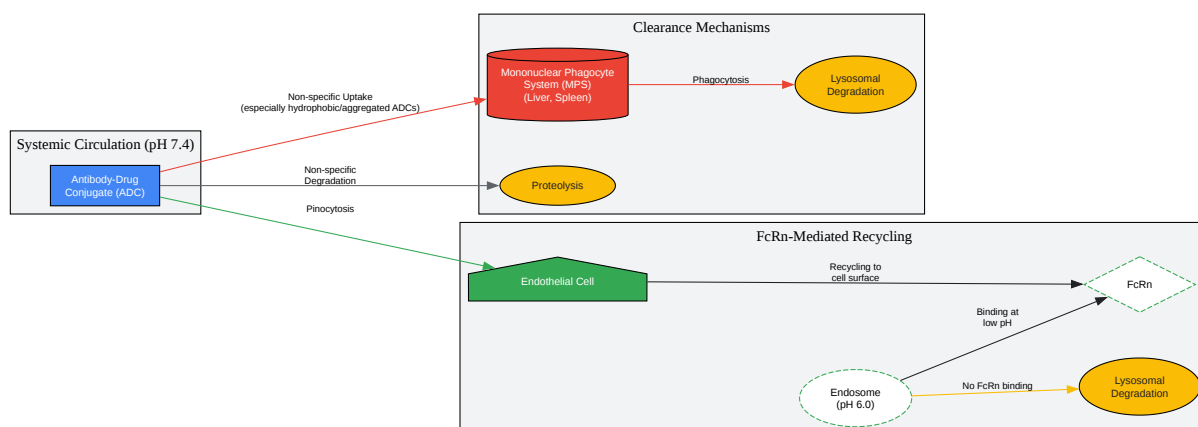 Clearance Mechanisms
Mononuclear Phagocyte
System (MPS)
(Liver, Spleen)
Phagocytosis
Lysosomal
Degradation
Non-specific Uptake
(especially hydrophobic/aggregated ADCs)
Systemic Circulation (pH 7.4)
Antibody-Drug
Conjugate (ADC)
Non-specific
Degradation
Proteolysis
Pinocytosis
FcRn-Mediated Recycling
Endothelial Cell
Recycling to
cell surface
FcRn
Binding at
low pH
Endosome
(pH 6.0)
No FcRn binding
Lysosomal
Degradation